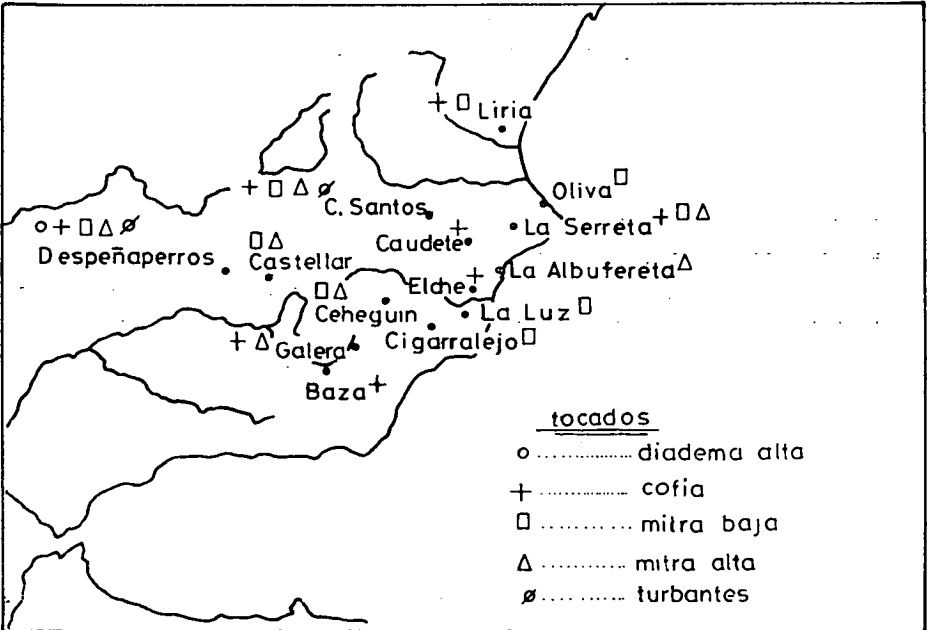 Liria
Oliva
C. Santos
La Serreta
Caudete
Despeñaperros
Castellar
La Albufereta
Elche
Ceheguin
La Luz
Galera
Cigarralejo
Baza
tocados
diadema alta
cofia
mitra baja
mitra alta
turbantes